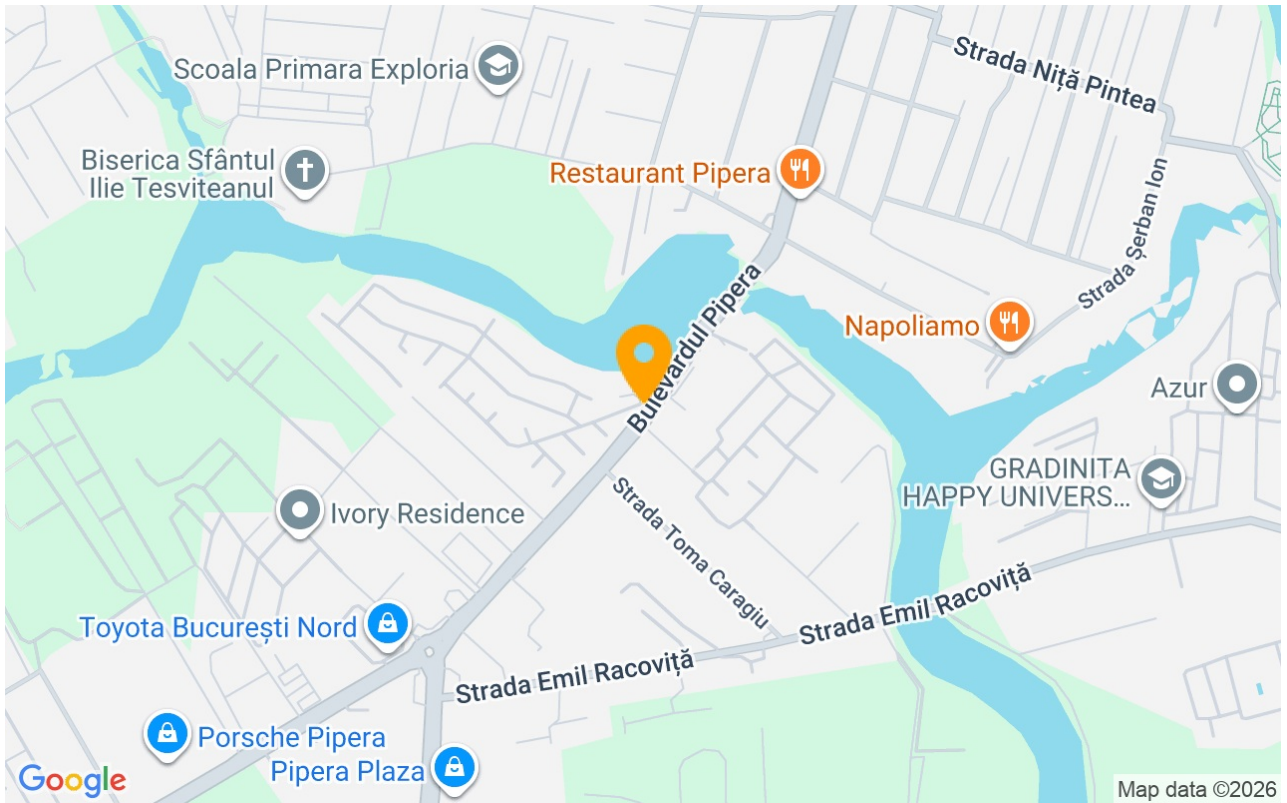 Strada Niță Pintea
Scoala Primara Exploria
Biserica Sfântul
Ilie Tesviteanul
Restaurant Pipera
Strada Șerban Ion
Bulevardul Pipera
Napoliamo
Azur
GRADINITA
HAPPY UNIVERS...
Ivory Residence
Strada Toma Caragiu
Strada Emil Racoviță
Toyota București Nord
Strada Emil Racoviță
Porsche Pipera
Pipera Plaza
Google
Map data ©2026